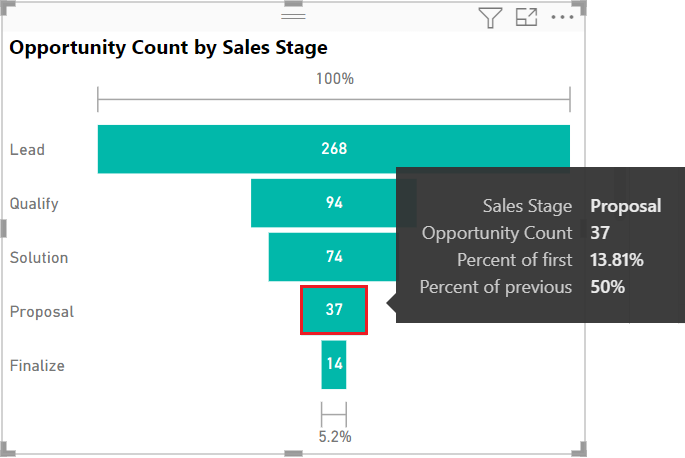 Opportunity Count by Sales Stage
100%
Lead 268
Qualify 94
Solution 74
Proposal 37
Finalize 14
5.2%
Sales Stage Proposal
Opportunity Count 37
Percent of first 13.81%
Percent of previous 50%